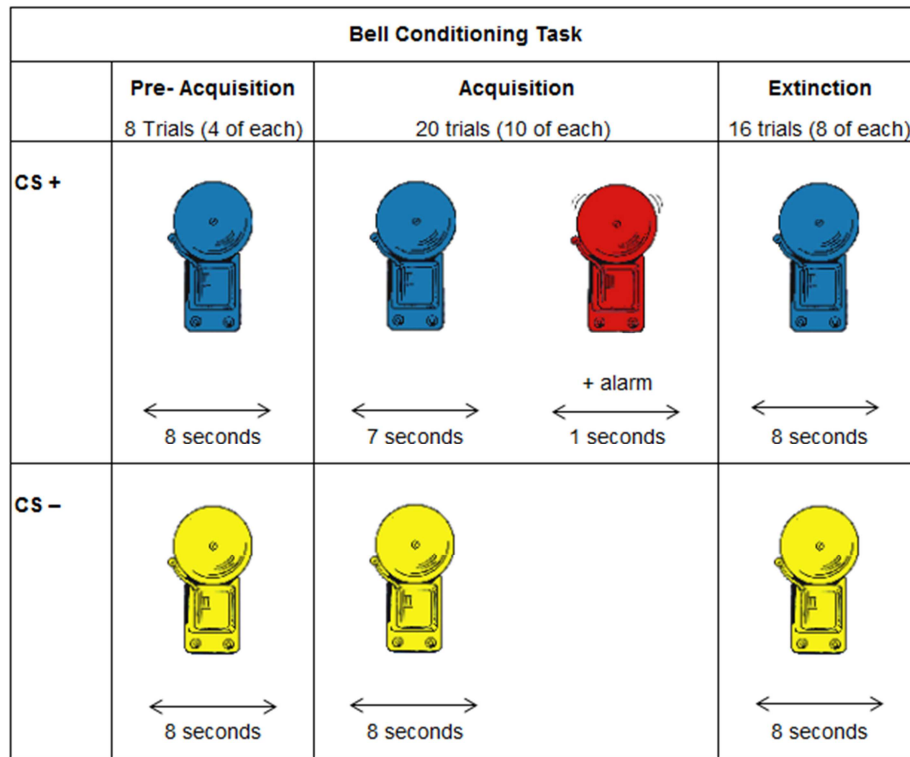 Bell Conditioning Task
Pre- Acquisition
Acquisition
Extinction
8 Trials (4 of each)
20 trials (10 of each)
16 trials (8 of each)
CS +
+ alarm
8 seconds
7 seconds
1 seconds
8 seconds
CS –
8 seconds
8 seconds
8 seconds